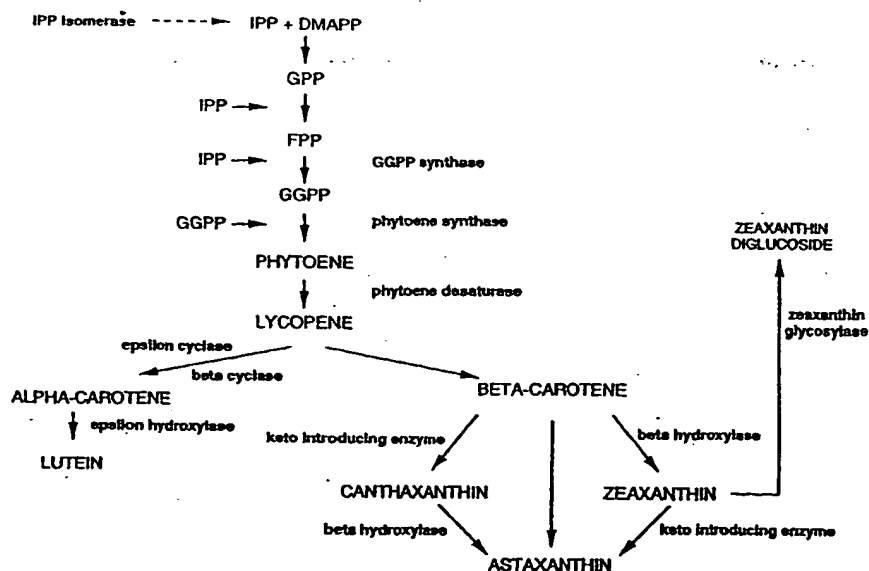 IPP Isomerase
IPP + DMAPP
GPP
IPP
FPP
IPP
GGPP synthase
GGPP
GGPP
phytoene synthase
ZEAXANTHIN
DIGLUCOSIDE
PHYTOENE
phytoene desaturase
LYCOPENE
zeaxanthin
glycosylase
epsilon cyclase
beta cyclase
ALPHA-CAROTENE
BETA-CAROTENE
epsilon hydroxylase
keto introducing enzyme
beta hydroxylase
LUTEIN
CANTHAXANTHIN
ZEAXANTHIN
beta hydroxylase
keto introducing enzyme
ASTAXANTHIN